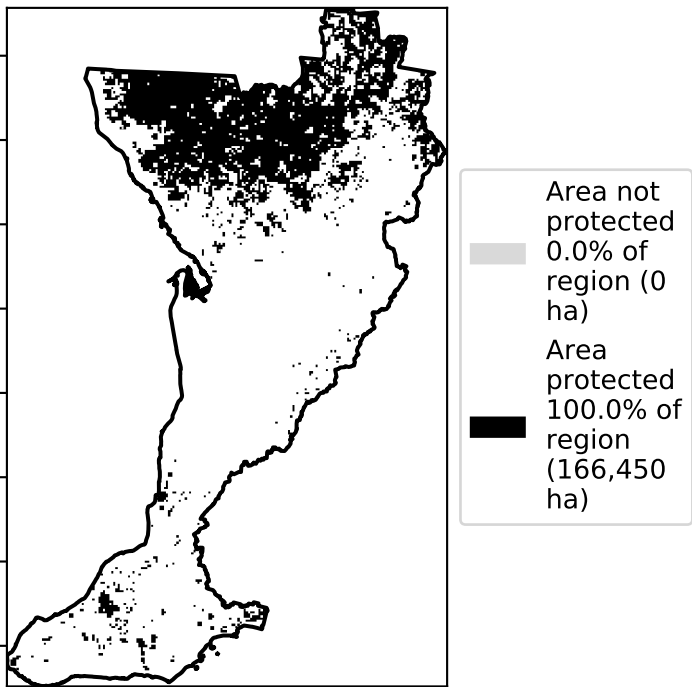 Area not
protected
0.0% of
region (0
ha)
Area
protected
100.0% of
region
(166,450
ha)